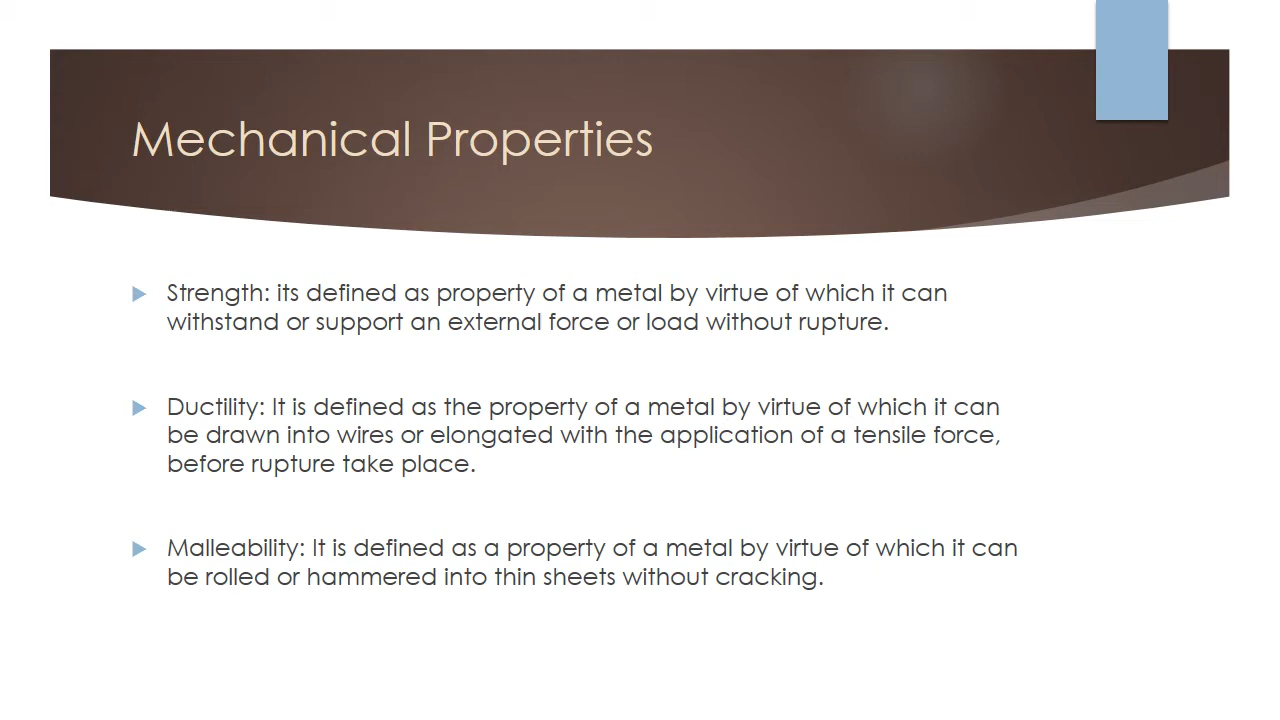 Mechanical Properties
Strength: its defined as property of a metal by virtue of which it can
withstand or support an external force or load without rupture.
Ductility: It is defined as the property of a metal by virtue of which it can
be drawn into wires or elongated with the application of a tensile force,
before rupture take place.
Malleability: It is defined as a property of a metal by virtue of which it can
be rolled or hammered into thin sheets without cracking.